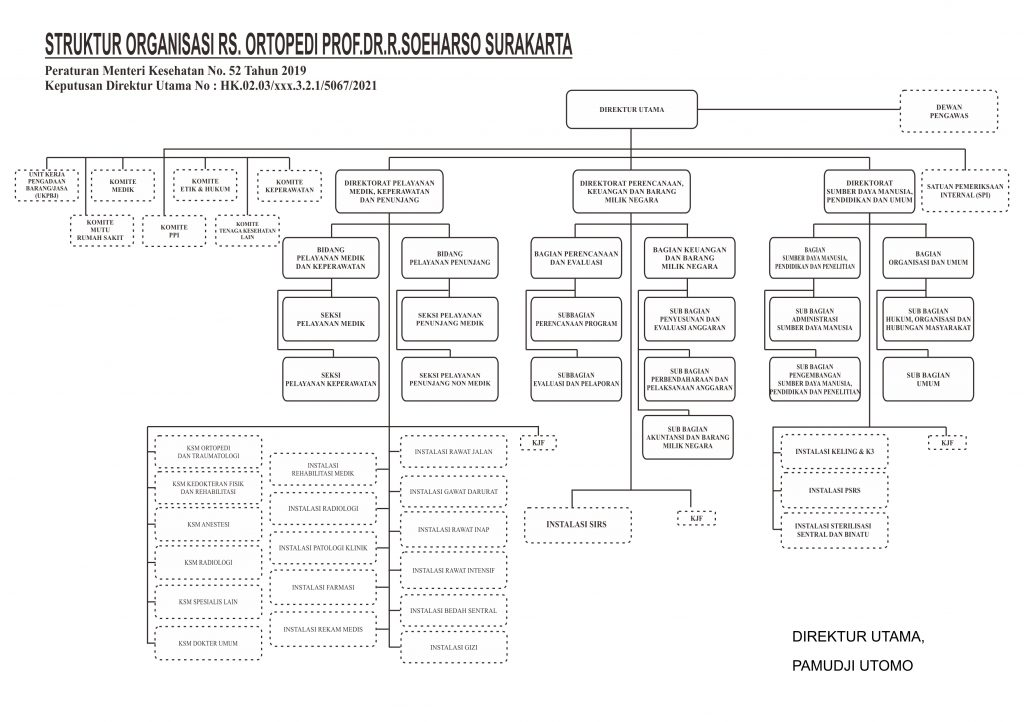 STRUKTUR ORGANISASI RS. ORTOPEDI PROF.DR.R.SOEHARSO SURAKARTA
Peraturan Menteri Kesehatan No. 52 Tahun 2019
Keputusan Direktur Utama No : HK.02.03/xxx.3.2.1/5067/2021
DIREKTUR UTAMA
DEWAN
PENGAWAS
UNIT KERJA
PENGADAAN
BARANG/JASA
(UKPBJ)
KOMITE
MEDIK
KOMITE
ETIK & HUKUM
KOMITE
KEPERAWATAN
KOMITE
MUTU
RUMAH SAKIT
KOMITE
PPI
KOMITE
TENAGA KESEHATAN
LAIN
DIREKTORAT PELAYANAN
MEDIK, KEPERAWATAN
DAN PENUNJANG
DIREKTORAT PERENCANAAN,
KEUANGAN DAN BARANG
MILIK NEGARA
DIREKTORAT
SUMBER DAYA MANUSIA,
PENDIDIKAN DAN UMUM
SATUAN PEMERIKSAAN
INTERNAL (SPI)
BIDANG
PELAYANAN MEDIK
DAN KEPERAWATAN
BIDANG
PELAYANAN PENUNJANG
BAGIAN PERENCANAAN
DAN EVALUASI
BAGIAN KEUANGAN
DAN BARANG
MILIK NEGARA
BAGIAN
SUMBER DAYA MANUSIA,
PENDIDIKAN DAN PENELITIAN
BAGIAN
ORGANISASI DAN UMUM
SEKSI
PELAYANAN MEDIK
SEKSI PELAYANAN
PENUNJANG MEDIK
SUBBAGIAN
PERENCANAAN PROGRAM
SUB BAGIAN
PENYUSUNAN DAN
EVALUASI ANGGARAN
SUB BAGIAN
ADMINISTRASI
SUMBER DAYA MANUSIA
SUB BAGIAN
HUKUM, ORGANISASI DAN
HUBUNGAN MASYARAKAT
SEKSI
PELAYANAN KEPERAWATAN
SEKSI PELAYANAN
PENUNJANG NON MEDIK
SUBBAGIAN
EVALUASI DAN PELAPORAN
SUB BAGIAN
PERBENDAHARAAN DAN
PELAKSANAAN ANGGARAN
SUB BAGIAN
PENGEMBANGAN
SUMBER DAYA MANUSIA,
PENDIDIKAN DAN PENELITIAN
SUB BAGIAN
UMUM
SUB BAGIAN
AKUNTANSI DAN BARANG
MILIK NEGARA
KSM ORTOPEDI
DAN TRAUMATOLOGI
KSM KEDOKTERAN FISIK
DAN REHABILITASI
KSM ANESTESI
KSM RADIOLOGI
KSM SPESIALIS LAIN
KSM DOKTER UMUM
INSTALASI
REHABILITASI MEDIK
INSTALASI RADIOLOGI
INSTALASI PATOLOGI KLINIK
INSTALASI FARMASI
INSTALASI REKAM MEDIS
INSTALASI RAWAT JALAN
INSTALASI GAWAT DARURAT
INSTALASI RAWAT INAP
INSTALASI RAWAT INTENSIF
INSTALASI BEDAH SENTRAL
INSTALASI GIZI
KJF
INSTALASI SIRS
KJF
INSTALASI KELING & K3
INSTALASI PSRS
INSTALASI STERILISASI
SENTRAL DAN BINATU
KJF
DIREKTUR UTAMA,
PAMUDJI UTOMO